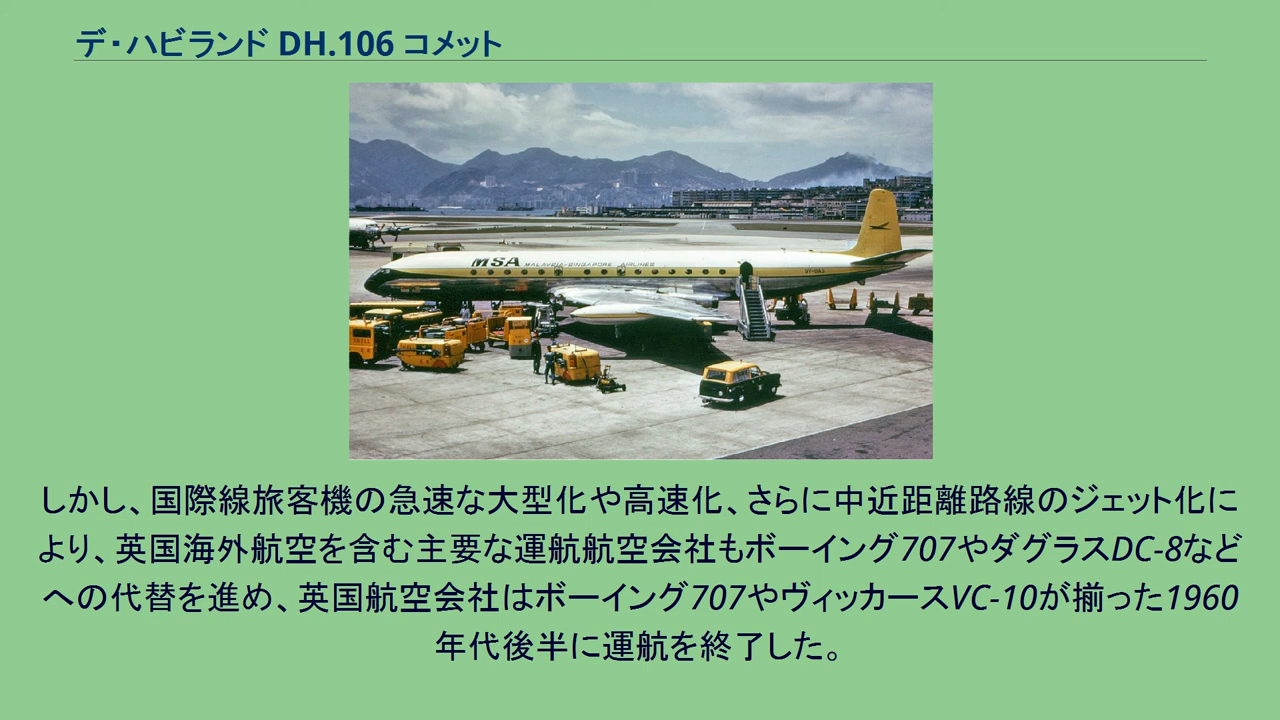 デ・ハビランド DH.106 コメット
MSA MALAYSIA-SINGAPORE AIRLINES
SHELL
しかし、国際線旅客機の急速な大型化や高速化、さらに中近距離路線のジェット化に
より、英国海外航空を含む主要な運航航空会社もボーイング707やダグラスDC-8など
への代替を進め、英国航空会社はボーイング707やヴィッカースVC-10が揃った1960
年代後半に運航を終了した。